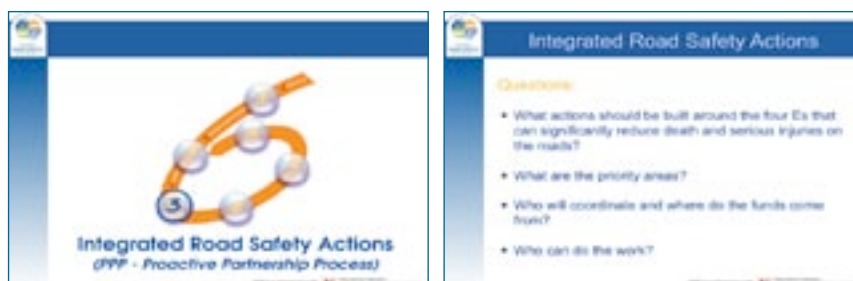 3
Integrated Road Safety Actions
(PPP - Proactive Partnership Process)
Integrated Road Safety Actions
Questions:
• What actions should be built around the four Es that
can significantly reduce death and serious injuries on
the roads?
• What are the priority areas?
• Who will coordinate and where do the funds come
from?
• Who can do the work?